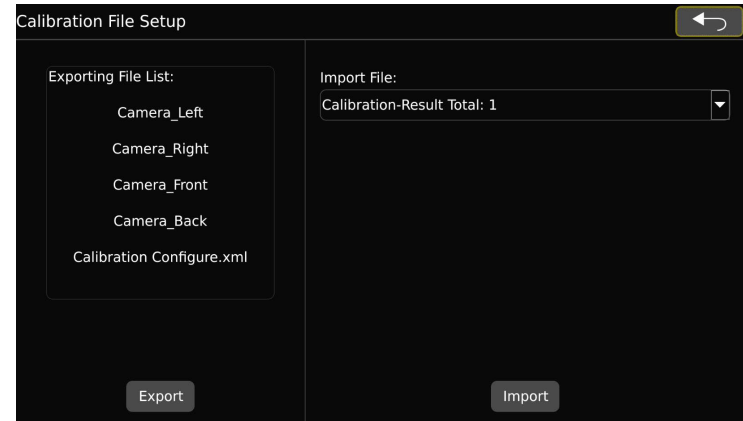 Calibration File Setup
Exporting File List:
Camera_Left
Camera_Right
Camera_Front
Camera_Back
Calibration Configure.xml
Export
Import File:
Calibration-Result Total: 1
Import